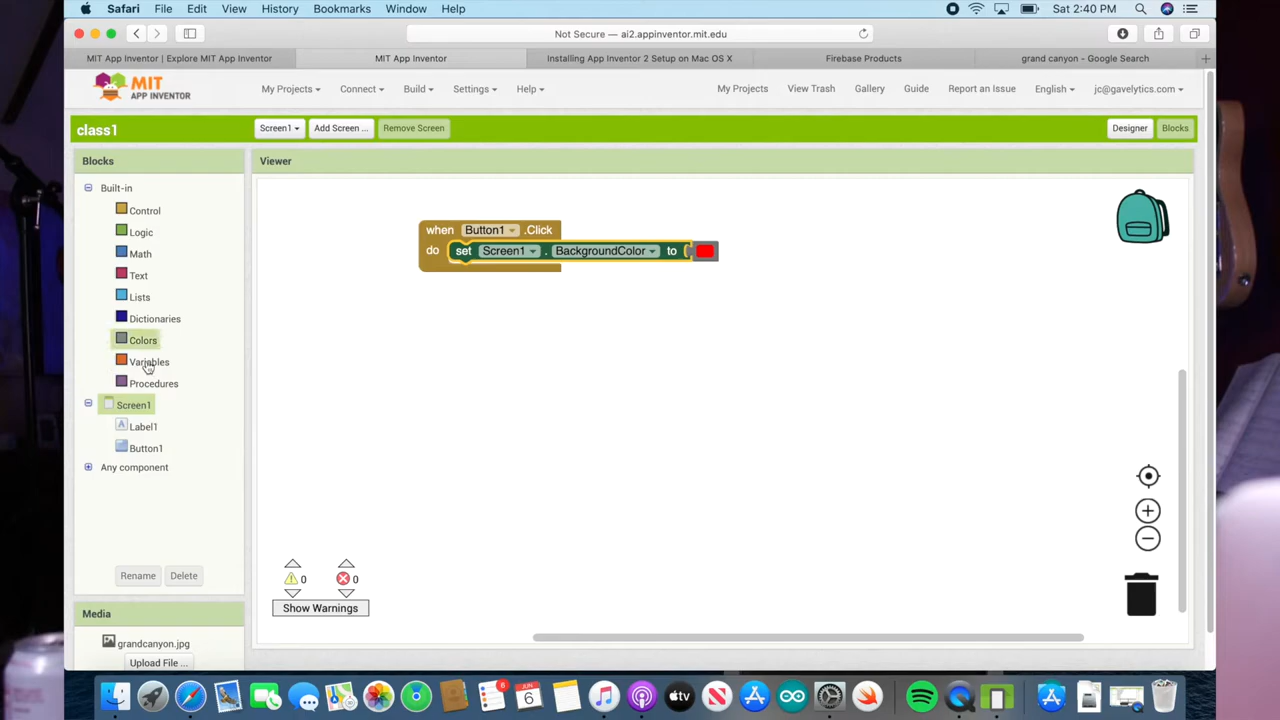 Safari File Edit View History Bookmarks Window Help Sat 2:40 PM
Not Secure — ai2.appinventor.mit.edu
MIT App Inventor | Explore MIT App Inventor MIT App Inventor Installing App Inventor 2 Setup on Mac OS X Firebase Products grand canyon - Google Search
MIT
APP INVENTOR
My Projects Connect Build Settings Help My Projects View Trash Gallery Guide Report an Issue English jc@gavelytics.com
class1 Screen1 Add Screen ... Remove Screen Designer Blocks
Blocks Viewer
Built-in
Control
Logic
Math
Text
Lists
Dictionaries
Colors
Variables
Procedures
Screen1
Label1
Button1
Any component
Rename Delete
when Button1 .Click
do set Screen1 . BackgroundColor to
0 0
Show Warnings
Media
grandcanyon.jpg
Upload File ...
6
JUN
6
tv